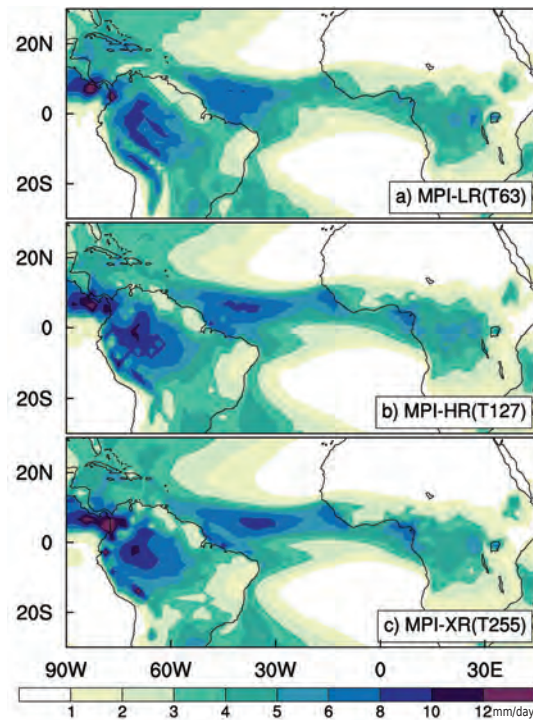 20N
0
20S
a) MPI-LR(T63)
20N
0
20S
b) MPI-HR(T127)
20N
0
20S
c) MPI-XR(T255)
90W 60W 30W 0 30E
1 2 3 4 5 6 8 10 12mm/day